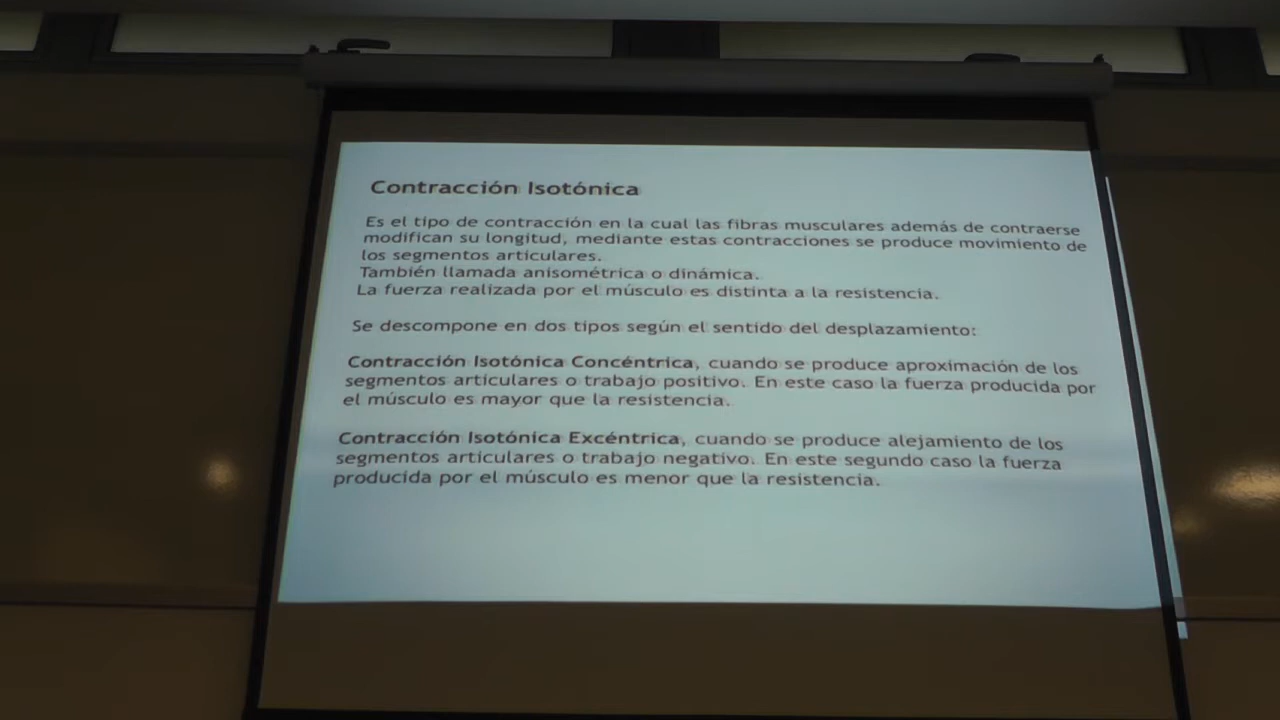 Contracción Isotónica
Es el tipo de contracción en la cual las fibras musculares además de contraerse
modifican su longitud, mediante estas contracciones se produce movimiento de
los segmentos articulares.
También llamada anisométrica o dinámica.
La fuerza realizada por el músculo es distinta a la resistencia.
Se descompone en dos tipos según el sentido del desplazamiento:
Contracción Isotónica Concéntrica, cuando se produce aproximación de los
segmentos articulares o trabajo positivo. En este caso la fuerza producida por
el músculo es mayor que la resistencia.
Contracción Isotónica Excéntrica, cuando se produce alejamiento de los
segmentos articulares o trabajo negativo. En este segundo caso la fuerza
producida por el músculo es menor que la resistencia.